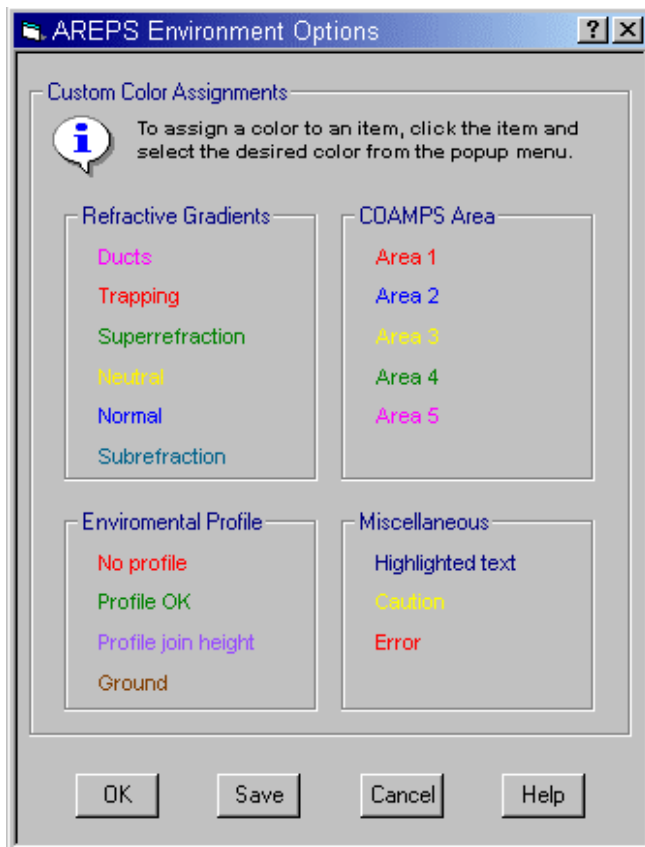 AREPS Environment Options
Custom Color Assignments
To assign a color to an item, click the item and
select the desired color from the popup menu.
Refractive Gradients
Ducts
Trapping
Superrefraction
Neutral
Normal
Subrefraction
COAMPS Area
Area 1
Area 2
Area 3
Area 4
Area 5
Enviromental Profile
No profile
Profile OK
Profile join height
Ground
Miscellaneous
Highlighted text
Caution
Error
OK Save Cancel Help